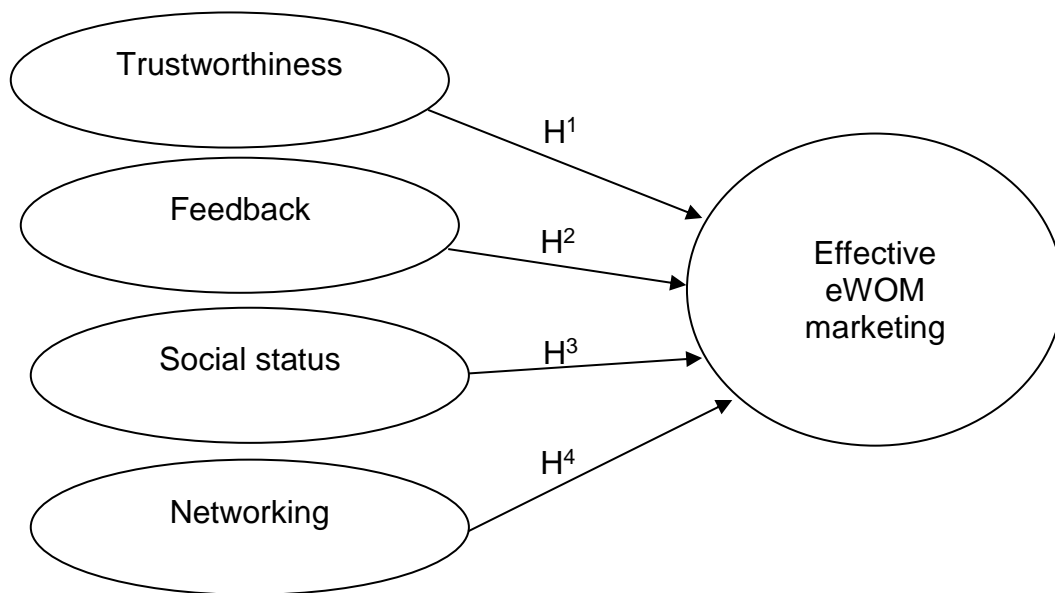 Trustworthiness
H¹
Feedback
H²
Social status
H³
Networking
H⁴
Effective
eWOM
marketing